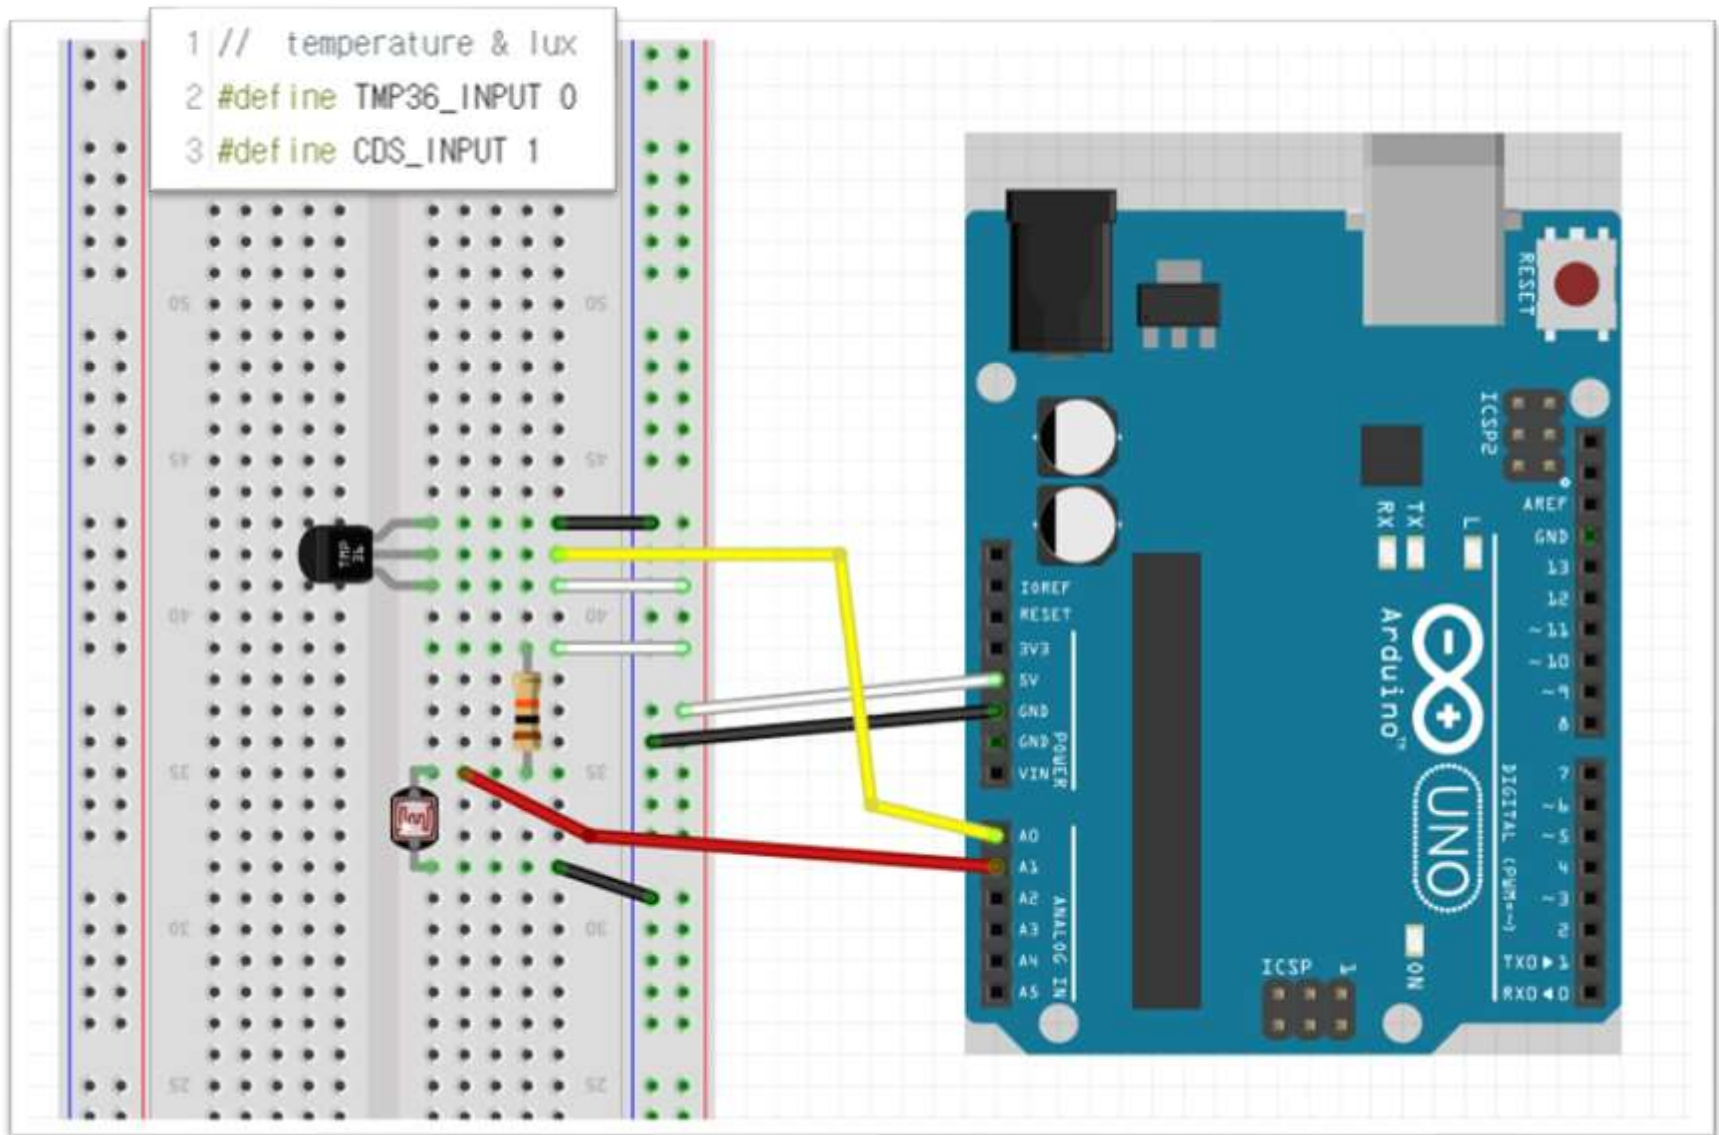 1 // temperature & lux
2 #define TMP36_INPUT 0
3 #define CDS_INPUT 1
50
50
45
45
TMP
36
40
40
35
35
30
30
25
25
RESET
ICSP2
AREF
GND
13
12
~11
~10
~9
8
7
~6
~5
4
~3
2
TX0▶1
RX0◀0
DIGITAL (PWM=~)
RX
TX
L
Arduino™
UNO
ON
ICSP
1
IOREF
RESET
3V3
5V
GND
GND
VIN
POWER
A0
A1
A2
A3
A4
A5
ANALOG IN